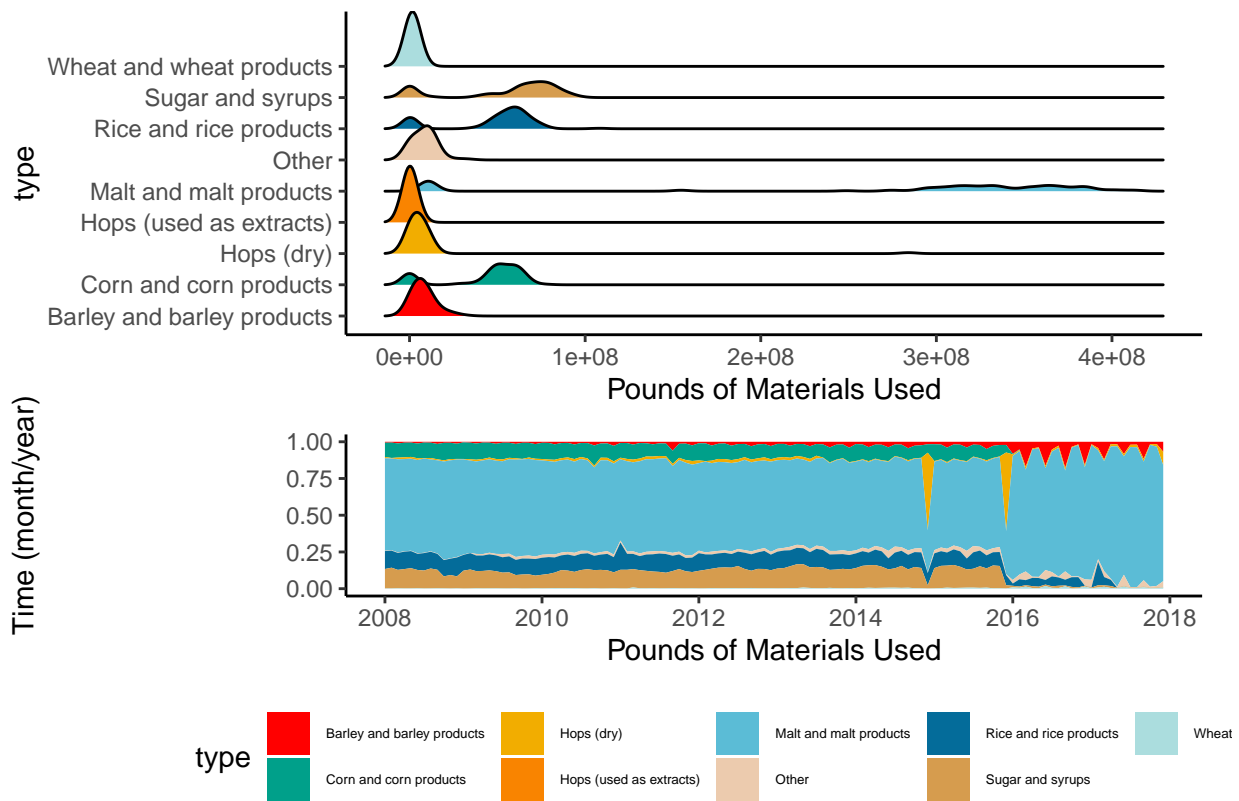 type
Wheat and wheat products
Sugar and syrups
Rice and rice products
Other
Malt and malt products
Hops (used as extracts)
Hops (dry)
Corn and corn products
Barley and barley products
0e+00 1e+08 2e+08 3e+08 4e+08
Pounds of Materials Used
Time (month/year)
1.00
0.75
0.50
0.25
0.00
2008 2010 2012 2014 2016 2018
Pounds of Materials Used
type
Barley and barley products Hops (dry) Malt and malt products Rice and rice products Wheat
Corn and corn products Hops (used as extracts) Other Sugar and syrups